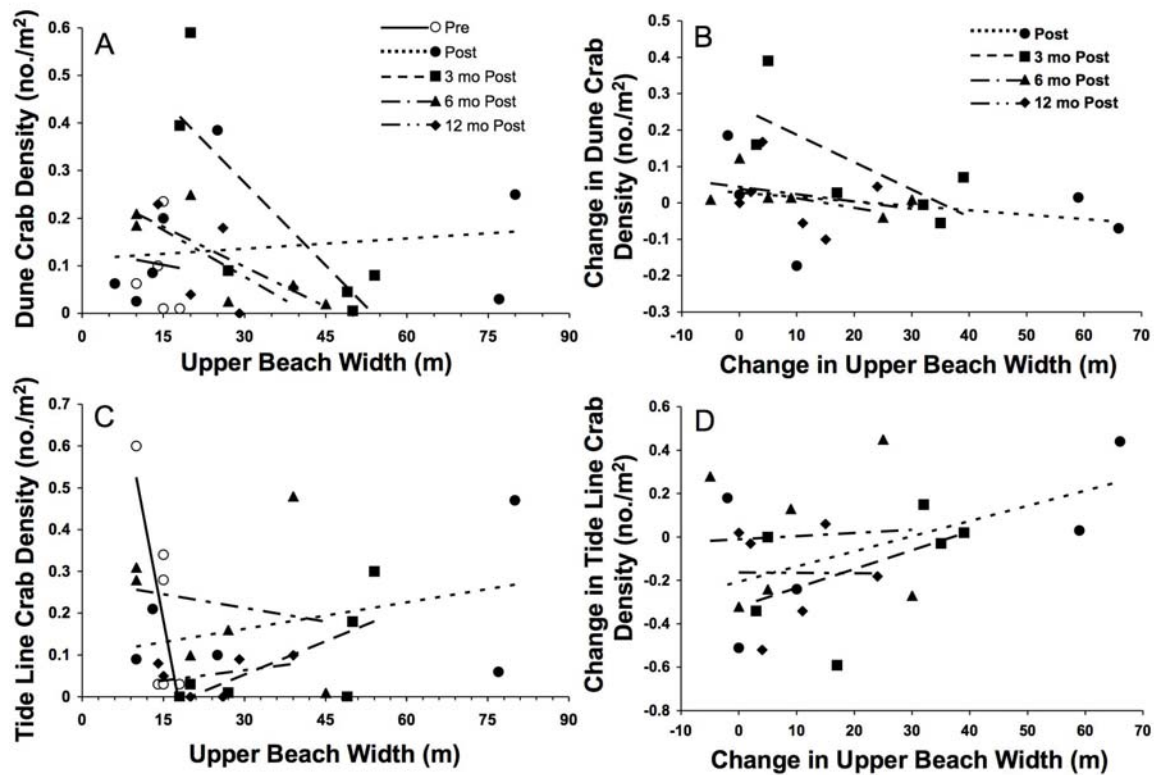 A
Dune Crab Density (no./m²)
0.6
0.5
0.4
0.3
0.2
0.1
0
Pre
Post
3 mo Post
6 mo Post
12 mo Post
0 15 30 45 60 75 90
Upper Beach Width (m)
B
Change in Dune Crab
Density (no./m²)
0.5
0.4
0.3
0.2
0.1
0.0
-0.1
-0.2
-0.3
Post
3 mo Post
6 mo Post
12 mo Post
-10 0 10 20 30 40 50 60 70
Change in Upper Beach Width (m)
C
Tide Line Crab Density (no./m²)
0.7
0.6
0.5
0.4
0.3
0.2
0.1
0
0 15 30 45 60 75 90
Upper Beach Width (m)
D
Change in Tide Line Crab
Density (no./m²)
0.6
0.4
0.2
0
-0.2
-0.4
-0.6
-0.8
-10 0 10 20 30 40 50 60 70
Change in Upper Beach Width (m)